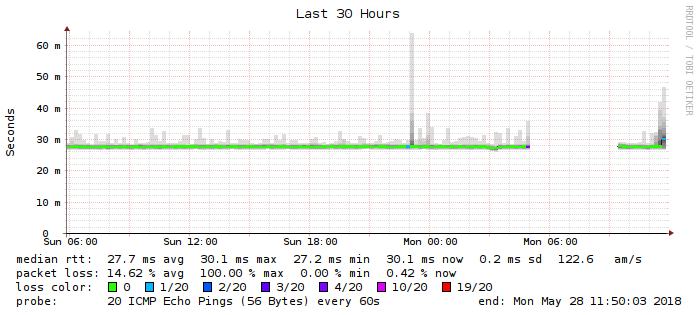 Last 30 Hours
RRDTOOL / TOBI OETIKER
Seconds
60 m
50 m
40 m
30 m
20 m
10 m
0
Sun 06:00 Sun 12:00 Sun 18:00 Mon 00:00 Mon 06:00
median rtt: 27.7 ms avg 30.1 ms max 27.2 ms min 30.1 ms now 0.2 ms sd 122.6 am/s
packet loss: 14.62 % avg 100.00 % max 0.00 % min 0.42 % now
loss color: 0 1/20 2/20 3/20 4/20 10/20 19/20
probe: 20 ICMP Echo Pings (56 Bytes) every 60s end: Mon May 28 11:50:03 2018